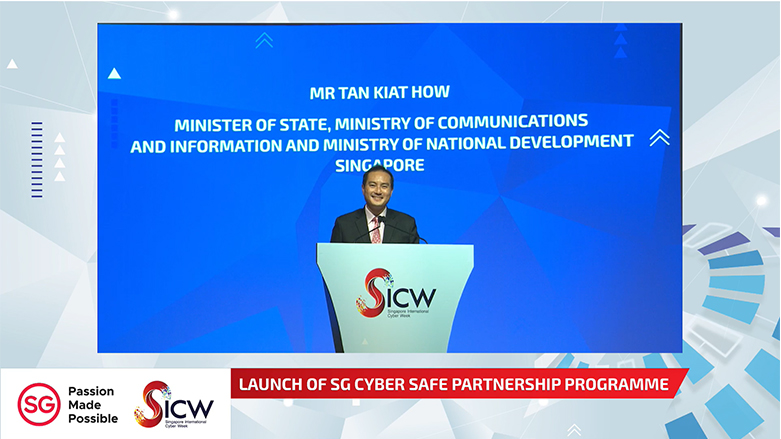 MR TAN KIAT HOW
MINISTER OF STATE, MINISTRY OF COMMUNICATIONS
AND INFORMATION AND MINISTRY OF NATIONAL DEVELOPMENT
SINGAPORE
SICW
Singapore International
Cyber Week
LAUNCH OF SG CYBER SAFE PARTNERSHIP PROGRAMME
SG
Passion
Made
Possible
SICW
Singapore International
Cyber Week